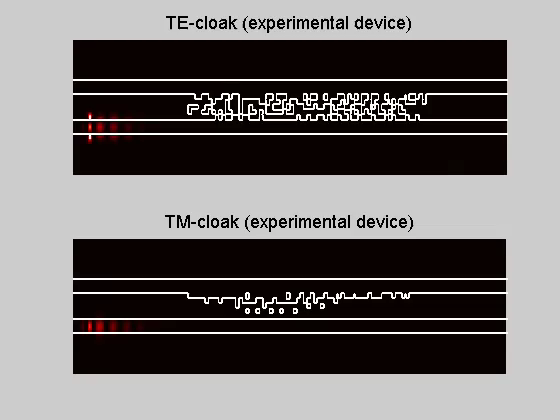 TE-cloak (experimental device)
TM-cloak (experimental device)